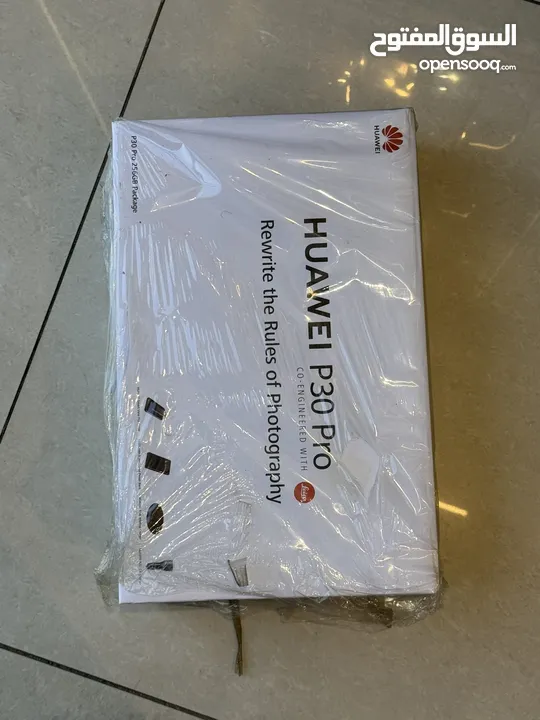 السوق المفتوح
opensooq.com
HUAWEI
HUAWEI P30 Pro
CO-ENGINEERED WITH
Leica
Rewrite the Rules of Photography
P30 Pro 256GB Package